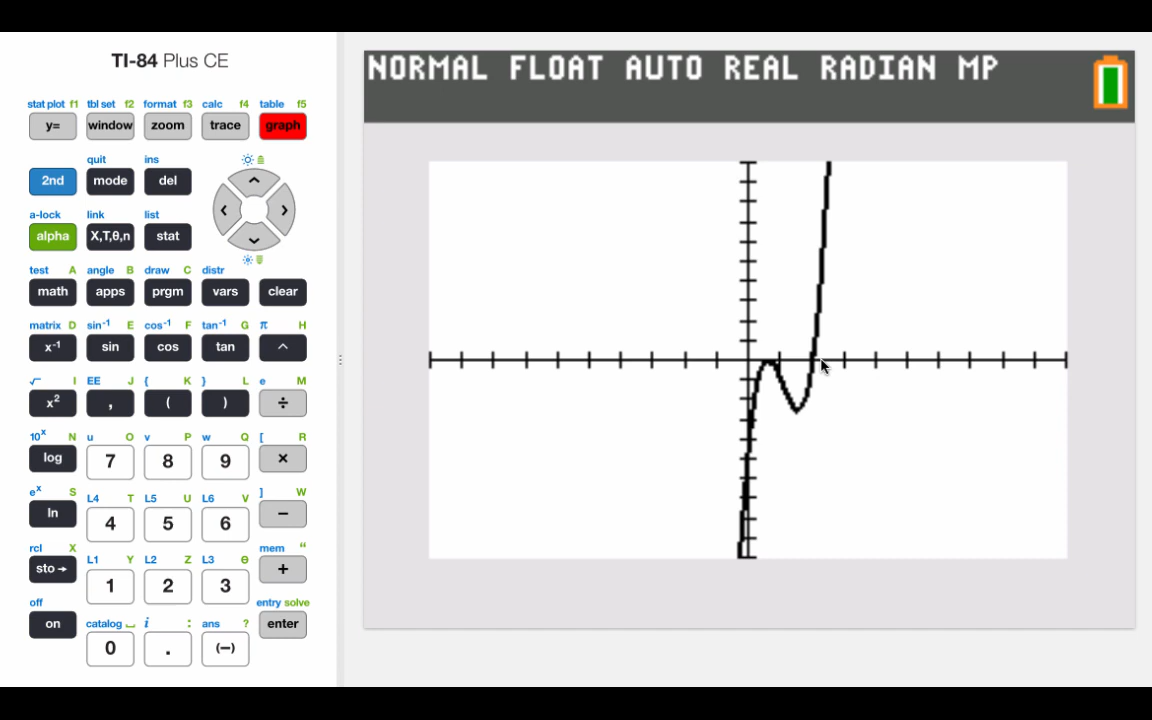 TI-84 Plus CE
NORMAL FLOAT AUTO REAL RADIAN MP
stat plot f1 tbl set f2 format f3 calc f4 table f5
y= window zoom trace graph
quit ins
2nd mode del
a-lock link list
alpha X,T,θ,n stat
test A angle B draw C distr
math apps prgm vars clear
matrix D sin⁻¹ E cos⁻¹ F tan⁻¹ G π H
x⁻¹ sin cos tan ^
√ I EE J { K } L e M
x² , ( ) ÷
10ˣ N u O v P w Q [ R
log 7 8 9 ×
eˣ S L4 T L5 U L6 V ] W
ln 4 5 6 −
rcl X L1 Y L2 Z L3 θ mem “
sto→ 1 2 3 +
off catalog ⎵ i : ans ? entry solve
on 0 . (−) enter